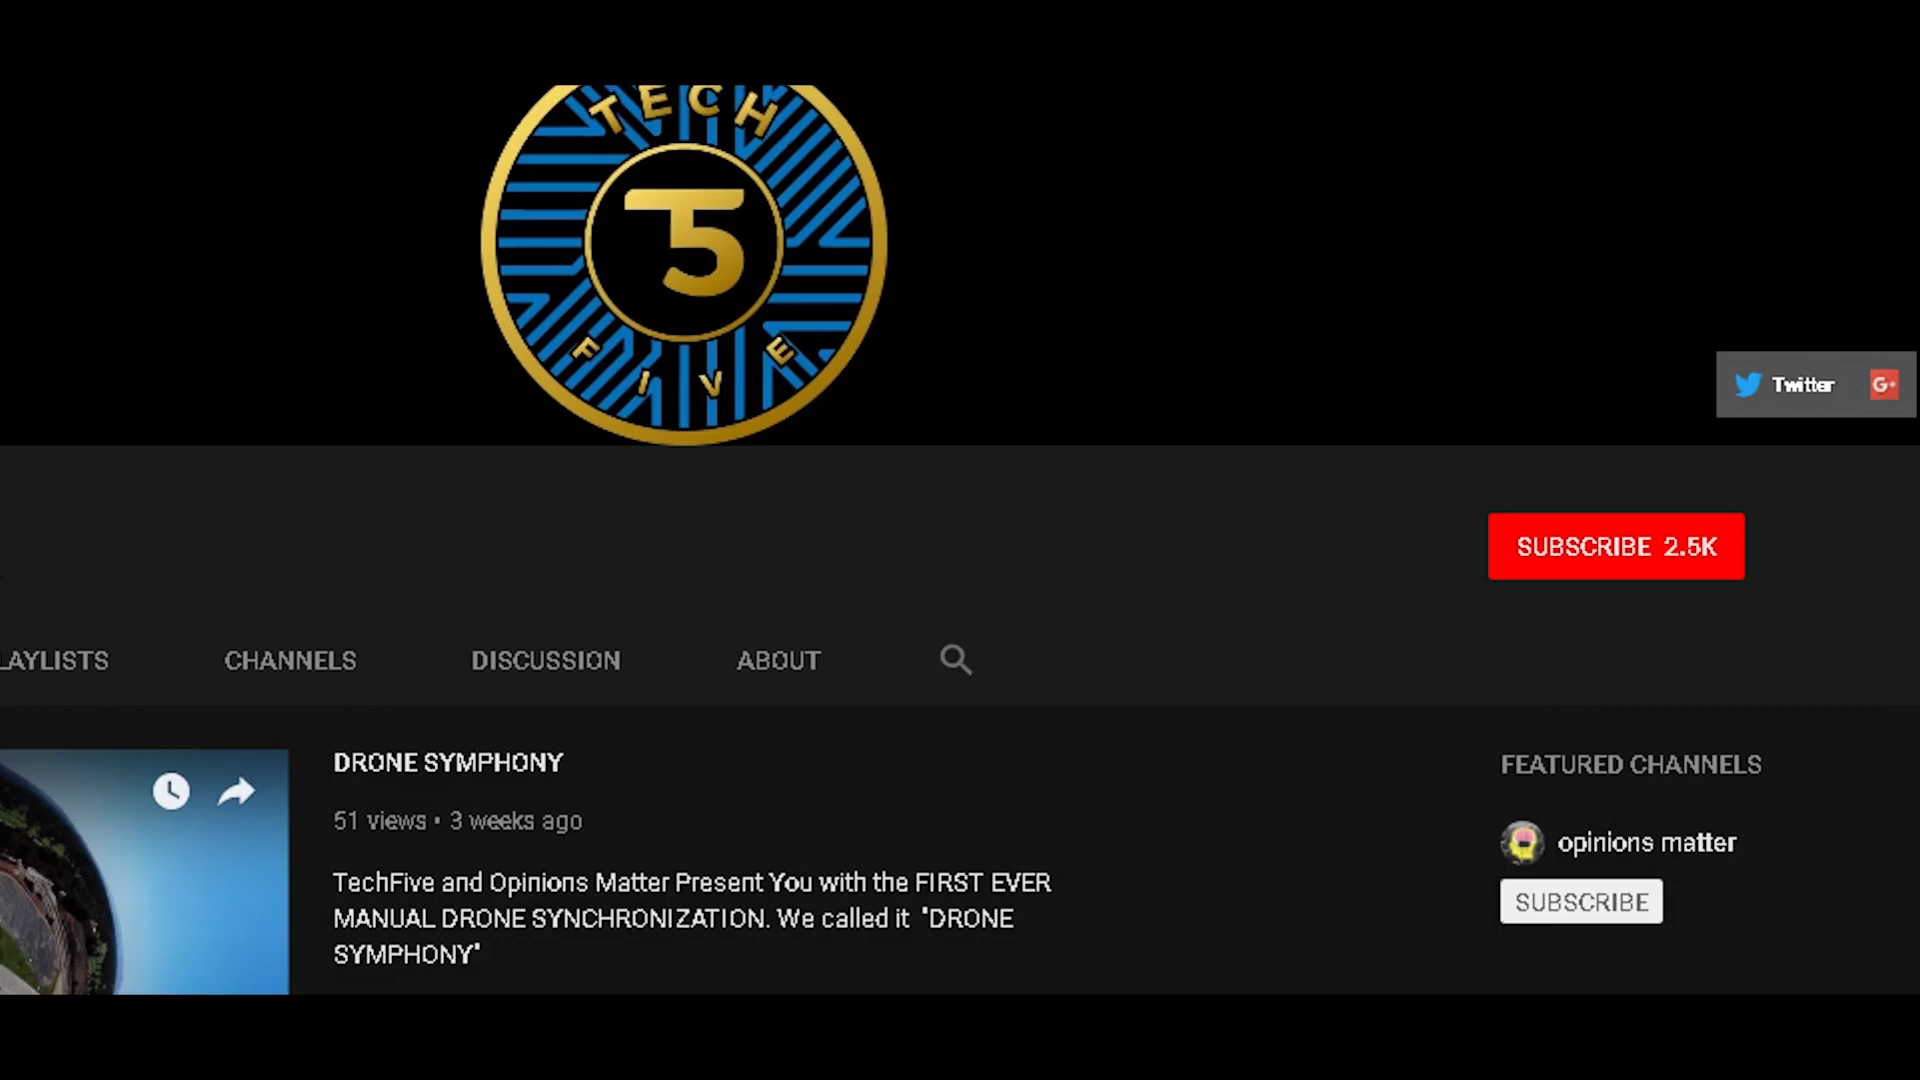 TECH
T5
FIVE
Twitter G+
SUBSCRIBE 2.5K
LAYLISTS CHANNELS DISCUSSION ABOUT
DRONE SYMPHONY
51 views • 3 weeks ago
TechFive and Opinions Matter Present You with the FIRST EVER
MANUAL DRONE SYNCHRONIZATION. We called it "DRONE
SYMPHONY"
FEATURED CHANNELS
opinions matter
SUBSCRIBE